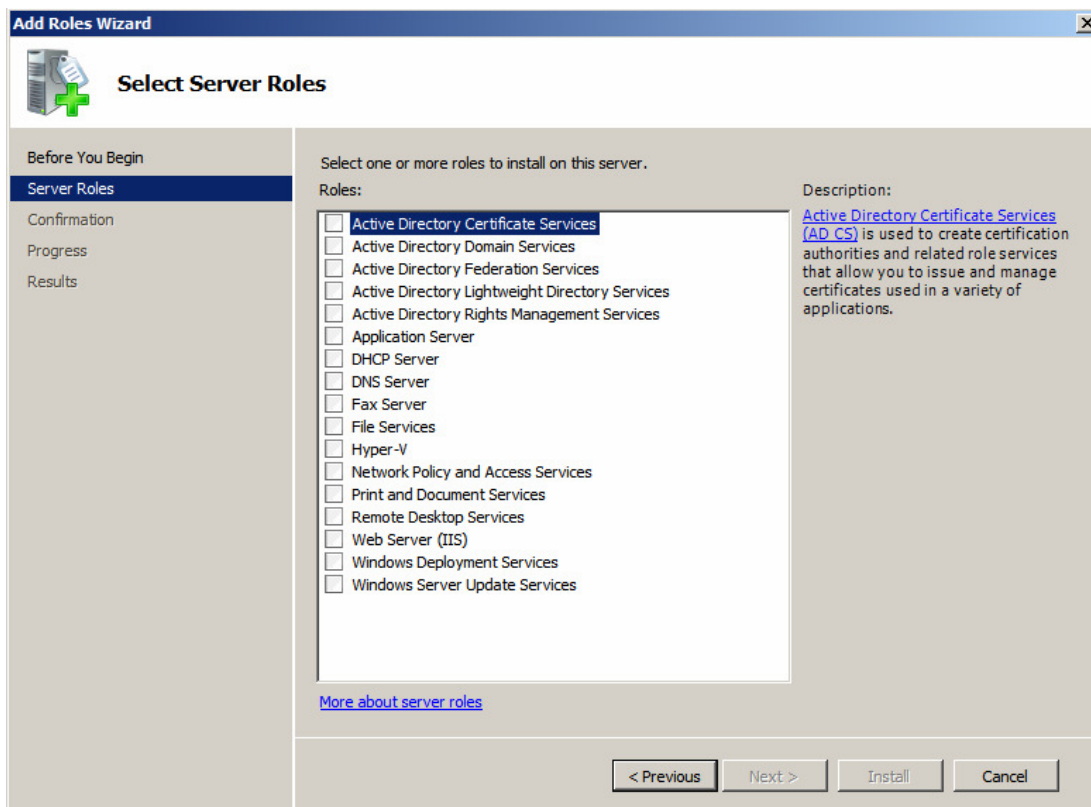 Add Roles Wizard
Select Server Roles
Before You Begin
Server Roles
Confirmation
Progress
Results
Select one or more roles to install on this server.
Roles:
Active Directory Certificate Services
Active Directory Domain Services
Active Directory Federation Services
Active Directory Lightweight Directory Services
Active Directory Rights Management Services
Application Server
DHCP Server
DNS Server
Fax Server
File Services
Hyper-V
Network Policy and Access Services
Print and Document Services
Remote Desktop Services
Web Server (IIS)
Windows Deployment Services
Windows Server Update Services
More about server roles
Description:
Active Directory Certificate Services
(AD CS) is used to create certification
authorities and related role services
that allow you to issue and manage
certificates used in a variety of
applications.
< Previous
Next >
Install
Cancel